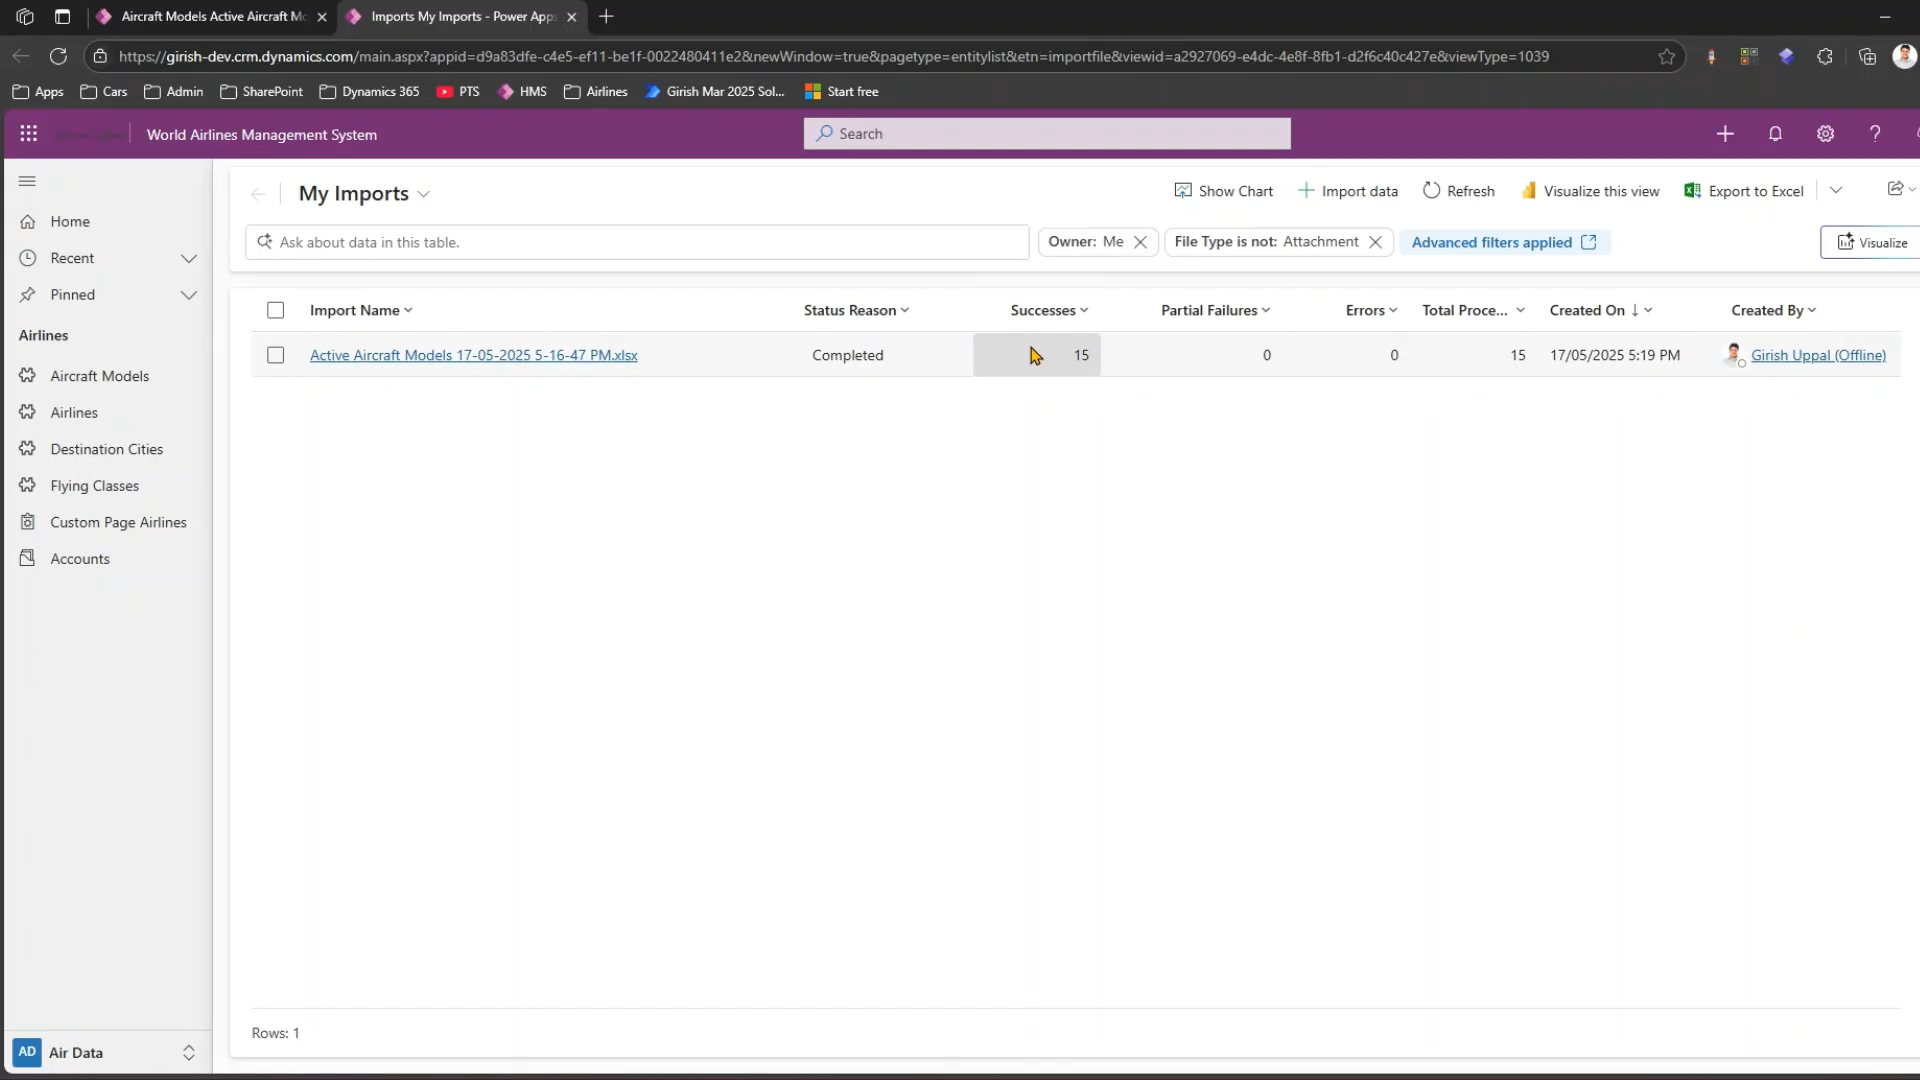 Aircraft Models Active Aircraft Mo
Imports My Imports - Power Apps
https://girish-dev.crm.dynamics.com/main.aspx?appid=d9a83dfe-c4e5-ef11-be1f-0022480411e2&newWindow=true&pagetype=entitylist&etn=importfile&viewid=a2927069-e4dc-4e8f-8fb1-d2f6c40c427e&viewType=1039
Apps Cars Admin SharePoint Dynamics 365 PTS HMS Airlines Girish Mar 2025 Sol... Start free
World Airlines Management System
Search
My Imports
Show Chart Import data Refresh Visualize this view Export to Excel
Ask about data in this table.
Owner: Me
File Type is not: Attachment
Advanced filters applied
Visualize
Home
Recent
Pinned
Airlines
Aircraft Models
Airlines
Destination Cities
Flying Classes
Custom Page Airlines
Accounts
Import Name Status Reason Successes Partial Failures Errors Total Proce... Created On Created By
Active Aircraft Models 17-05-2025 5-16-47 PM.xlsx Completed 15 0 0 15 17/05/2025 5:19 PM Girish Uppal (Offline)
Rows: 1
AD Air Data